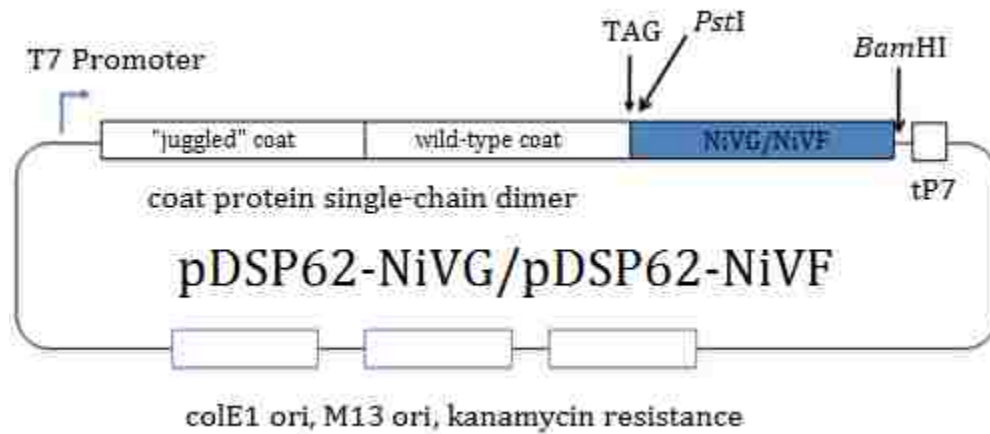 TAG
PstI
BamHI
T7 Promoter
"juggled" coat
wild-type coat
NiVG/NiVF
tP7
coat protein single-chain dimer
pDSP62-NiVG/pDSP62-NiVF
colE1 ori, M13 ori, kanamycin resistance